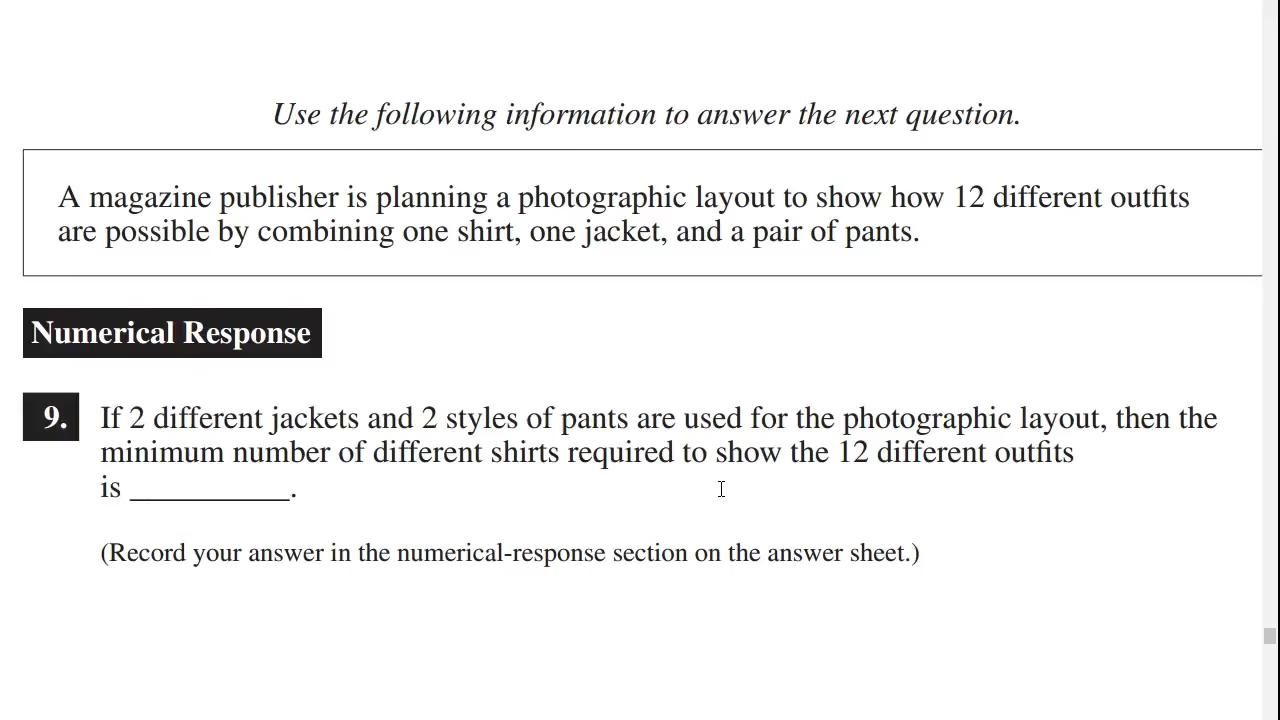 Use the following information to answer the next question.
A magazine publisher is planning a photographic layout to show how 12 different outfits
are possible by combining one shirt, one jacket, and a pair of pants.
Numerical Response
9. If 2 different jackets and 2 styles of pants are used for the photographic layout, then the
minimum number of different shirts required to show the 12 different outfits
is __________.
(Record your answer in the numerical-response section on the answer sheet.)